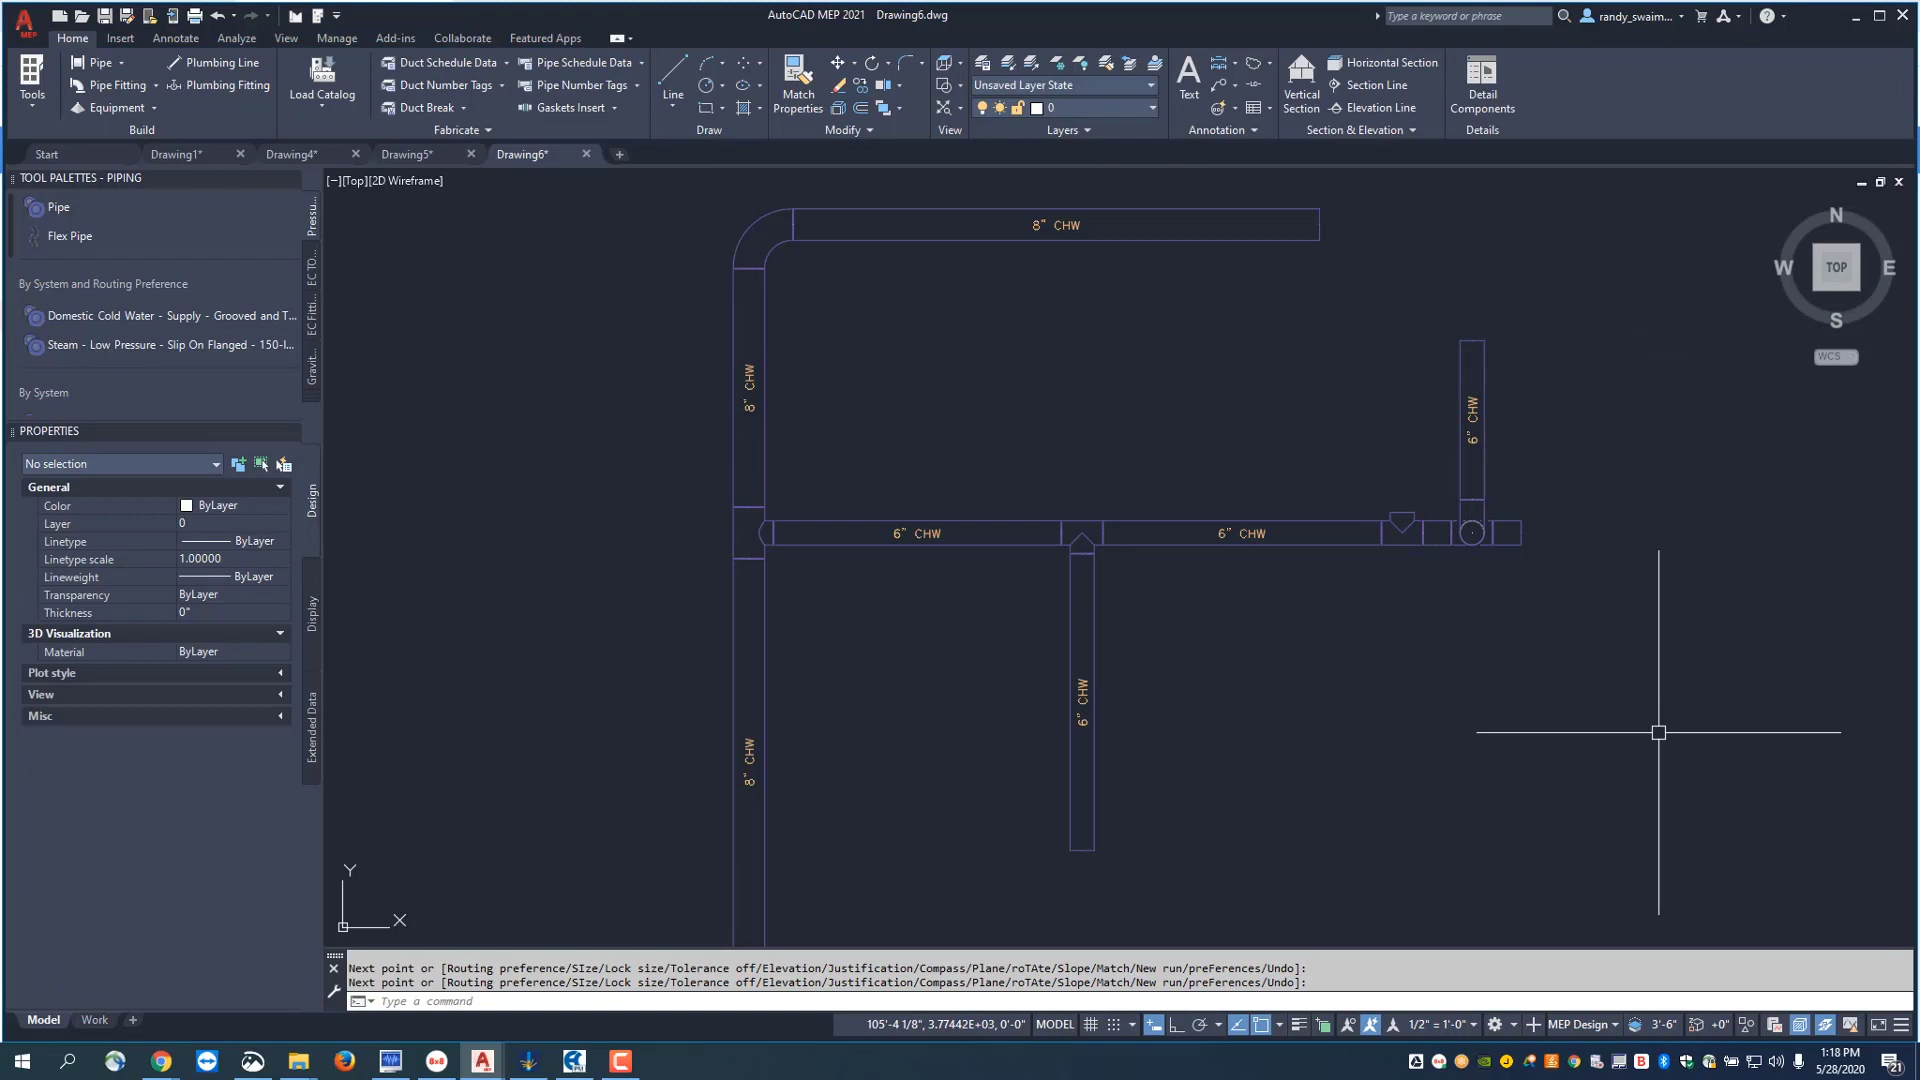 AutoCAD MEP 2021 Drawing6.dwg
Type a keyword or phrase
randy_swaim...
MEP
Home Insert Annotate Analyze View Manage Add-ins Collaborate Featured Apps
Tools
Pipe
Pipe Fitting
Equipment
Plumbing Line
Plumbing Fitting
Build
Load Catalog
Duct Schedule Data
Duct Number Tags
Duct Break
Pipe Schedule Data
Pipe Number Tags
Gaskets Insert
Fabricate
Line
Draw
Match
Properties
Modify
View
Unsaved Layer State
0
Layers
Text
Annotation
Vertical
Section
Horizontal Section
Section Line
Elevation Line
Section & Elevation
Detail
Components
Details
Start Drawing1* Drawing4* Drawing5* Drawing6*
TOOL PALETTES - PIPING
Pipe
Flex Pipe
By System and Routing Preference
Domestic Cold Water - Supply - Grooved and T...
Steam - Low Pressure - Slip On Flanged - 150-l...
By System
Pressu...
EC TO...
EC Fitti...
Gravit...
PROPERTIES
No selection
General
Color ByLayer
Layer 0
Linetype ByLayer
Linetype scale 1.00000
Lineweight ByLayer
Transparency ByLayer
Thickness 0"
3D Visualization
Material ByLayer
Plot style
View
Misc
Design
Display
Extended Data
[−][Top][2D Wireframe]
8" CHW
8" CHW
6" CHW
6" CHW
6" CHW
6" CHW
8" CHW
N
W TOP E
S
WCS
Y
X
Next point or [Routing preference/SIze/Lock size/Tolerance off/Elevation/Justification/Compass/Plane/roTAte/Slope/Match/New run/preFerences/Undo]:
Next point or [Routing preference/SIze/Lock size/Tolerance off/Elevation/Justification/Compass/Plane/roTAte/Slope/Match/New run/preFerences/Undo]:
Type a command
Model Work
105'-4 1/8", 3.77442E+03, 0'-0" MODEL 1/2" = 1'-0" MEP Design 3'-6" +0"
8x8
1:18 PM
5/28/2020
21